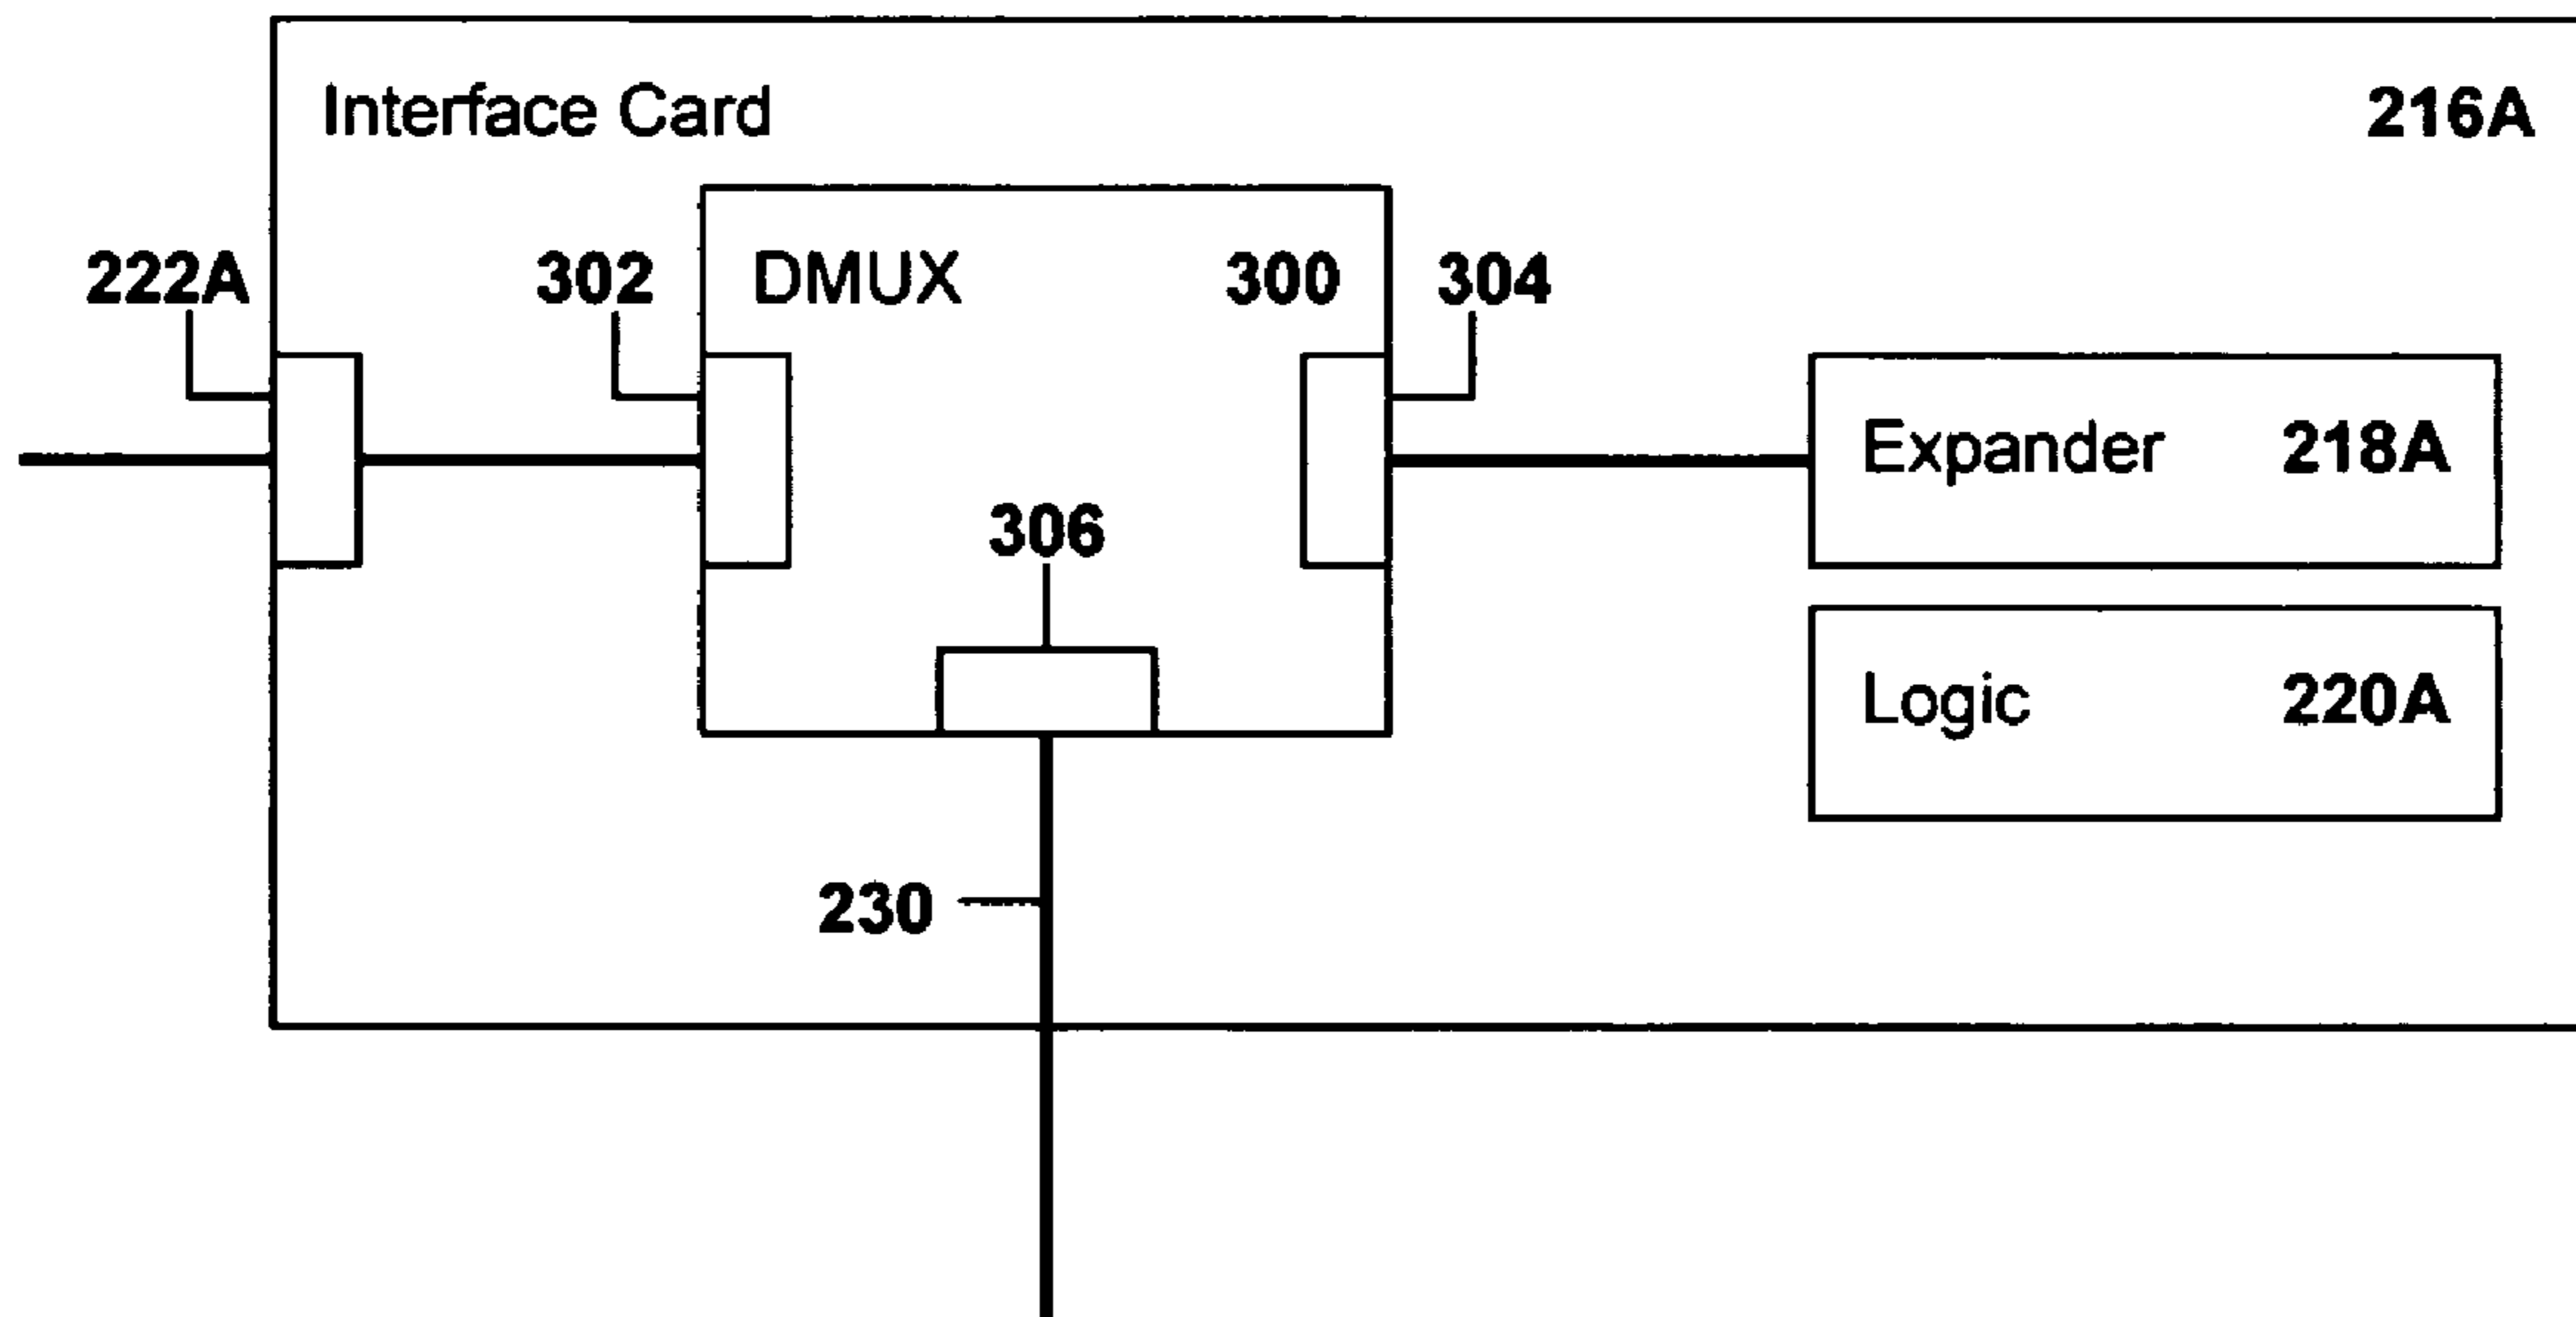 Interface Card 216A
222A 302 DMUX 300 304
Expander 218A
306
Logic 220A
230